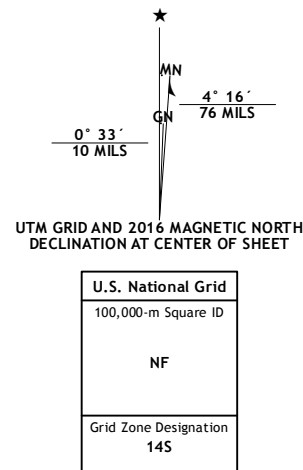 MN
4° 16´
76 MILS
GN
0° 33´
10 MILS
UTM GRID AND 2016 MAGNETIC NORTH
DECLINATION AT CENTER OF SHEET
U.S. National Grid
100,000-m Square ID
NF
Grid Zone Designation
14S